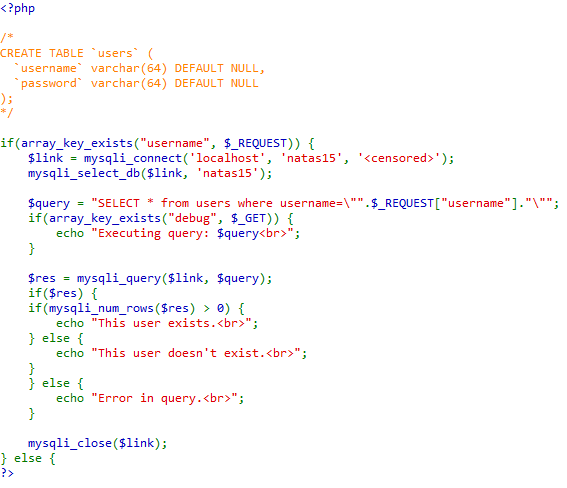 <?php

/*
CREATE TABLE `users` (
  `username` varchar(64) DEFAULT NULL,
  `password` varchar(64) DEFAULT NULL
);
*/

if(array_key_exists("username", $_REQUEST)) {
    $link = mysqli_connect('localhost', 'natas15', '<censored>');
    mysqli_select_db($link, 'natas15');

    $query = "SELECT * from users where username=\"".$_REQUEST["username"]."\"";
    if(array_key_exists("debug", $_GET)) {
        echo "Executing query: $query<br>";
    }

    $res = mysqli_query($link, $query);
    if($res) {
    if(mysqli_num_rows($res) > 0) {
        echo "This user exists.<br>";
    } else {
        echo "This user doesn't exist.<br>";
    }
    } else {
        echo "Error in query.<br>";
    }

    mysqli_close($link);
} else {
?>